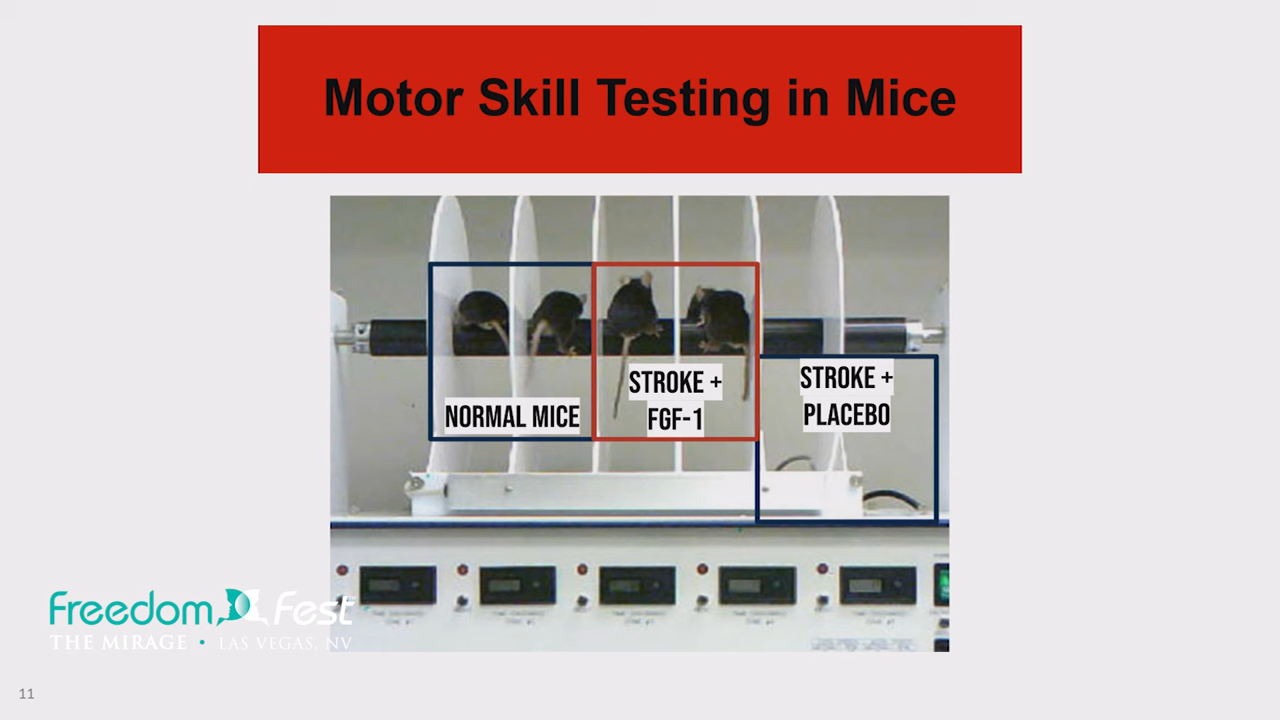 Motor Skill Testing in Mice
STROKE +
FGF-1
STROKE +
PLACEBO
NORMAL MICE
FreedomFest
THE MIRAGE • LAS VEGAS, NV
11